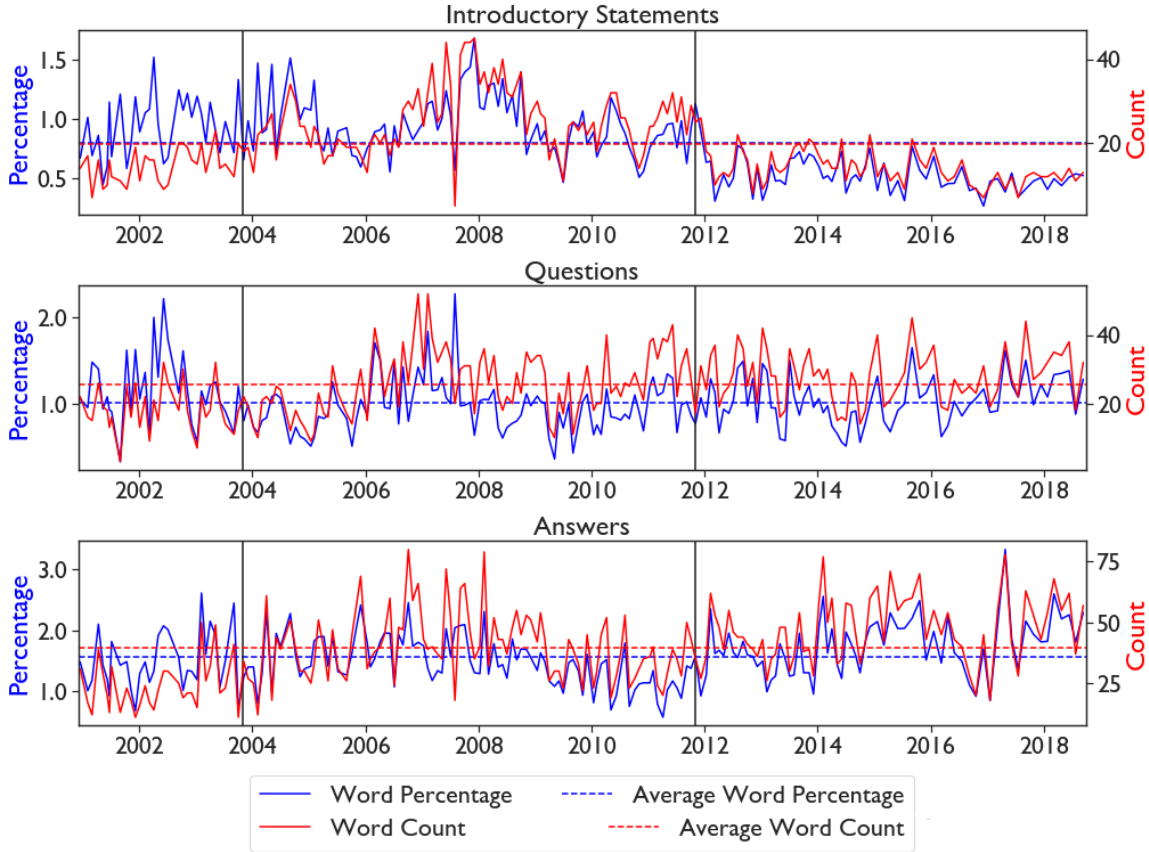 Introductory Statements
Percentage
1.5
1.0
0.5
40
20
Count
2002 2004 2006 2008 2010 2012 2014 2016 2018
Questions
Percentage
2.0
1.0
40
20
Count
2002 2004 2006 2008 2010 2012 2014 2016 2018
Answers
Percentage
3.0
2.0
1.0
75
50
25
Count
2002 2004 2006 2008 2010 2012 2014 2016 2018
Word Percentage
Average Word Percentage
Word Count
Average Word Count